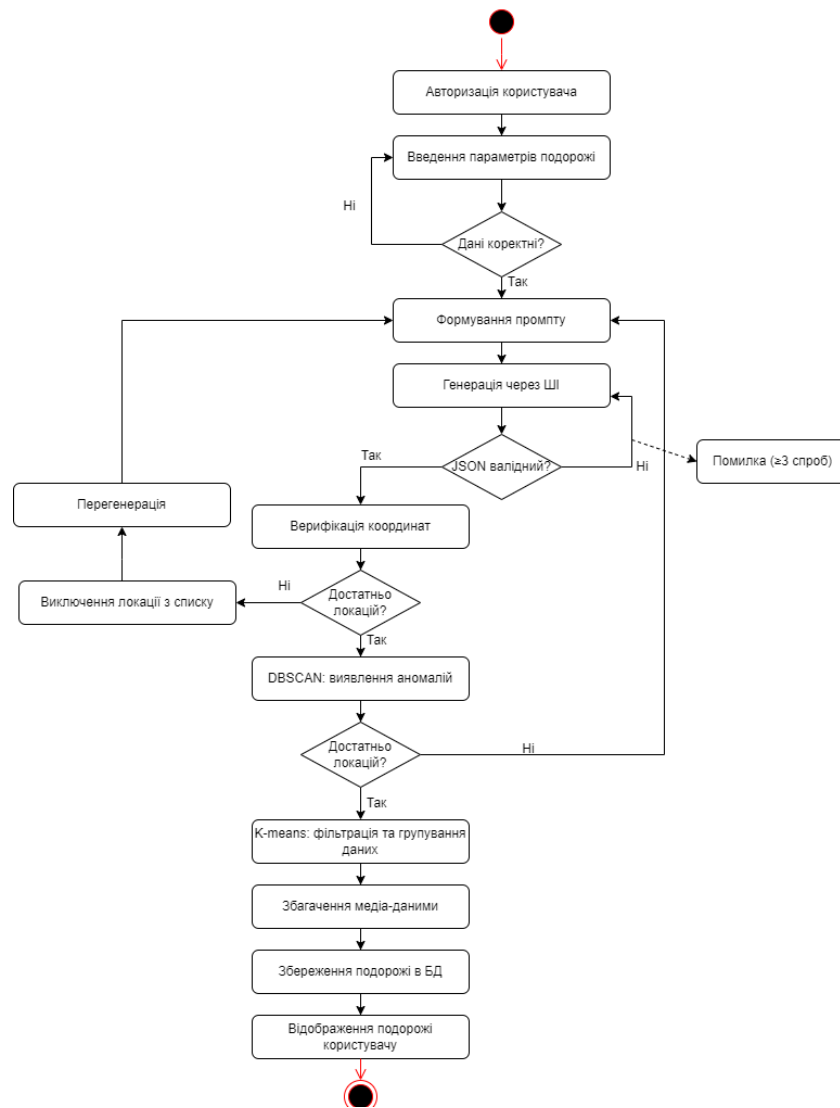 Авторизація користувача
Введення параметрів подорожі
Ні
Дані коректні?
Так
Формування промпту
Генерація через ШІ
Так
JSON валідний?
Ні
Помилка (≥3 спроб)
Перегенерація
Верифікація координат
Виключення локації з списку
Ні
Достатньо
локацій?
Так
DBSCAN: виявлення аномалій
Достатньо
локацій?
Ні
Так
K-means: фільтрація та групування
даних
Збагачення медіа-даними
Збереження подорожі в БД
Відображення подорожі
користувачу